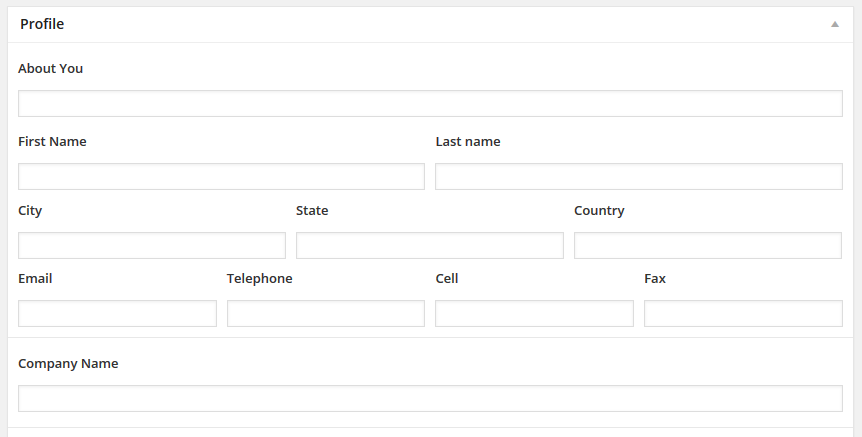 Profile
About You
First Name Last name
City State Country
Email Telephone Cell Fax
Company Name